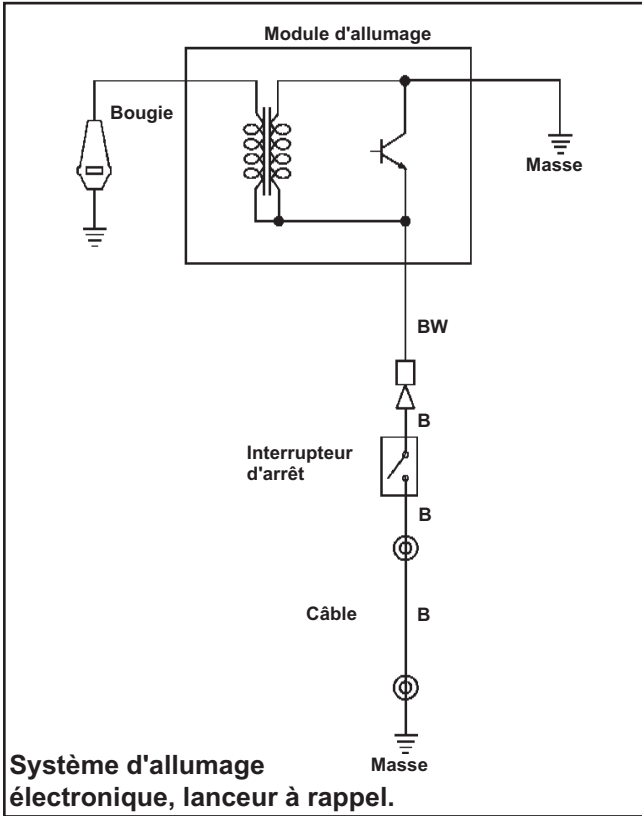 Module d'allumage
Bougie
Masse
BW
B
Interrupteur
d'arrêt
B
Câble
B
Masse
Système d'allumage
électronique, lanceur à rappel.